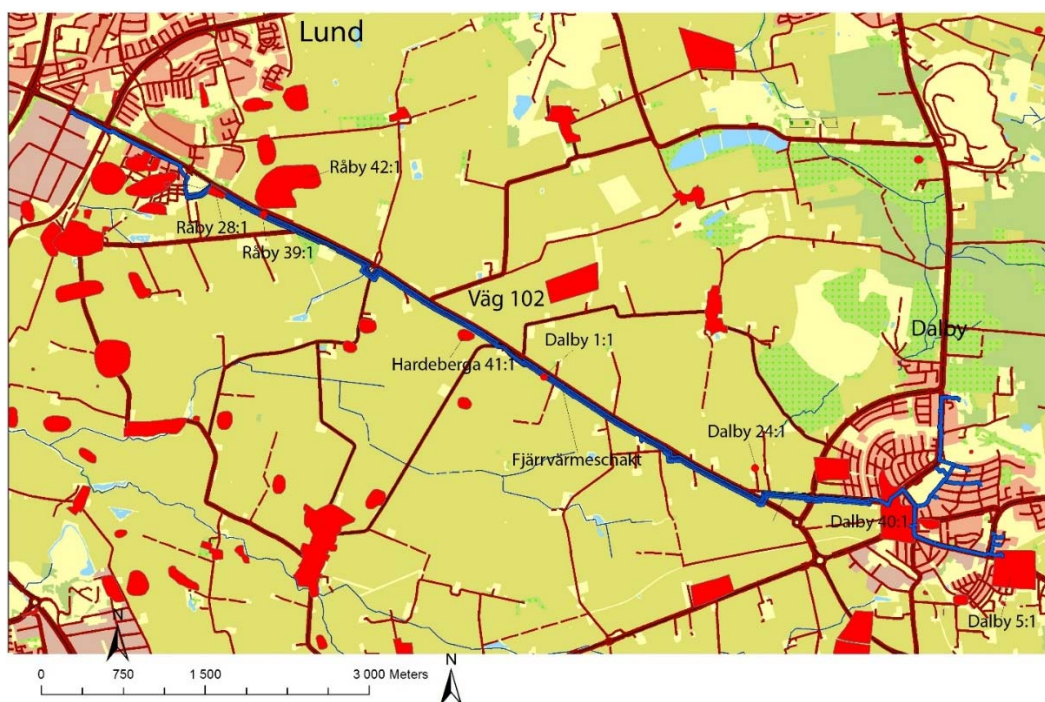 Lund
Råby 42:1
Råby 28:1
Råby 39:1
Väg 102
Dalby
Dalby 1:1
Hardeberga 41:1
Dalby 24:1
Fjärrvärmeschakt
Dalby 40:1
Dalby 5:1
N
N
0 750 1 500 3 000 Meters